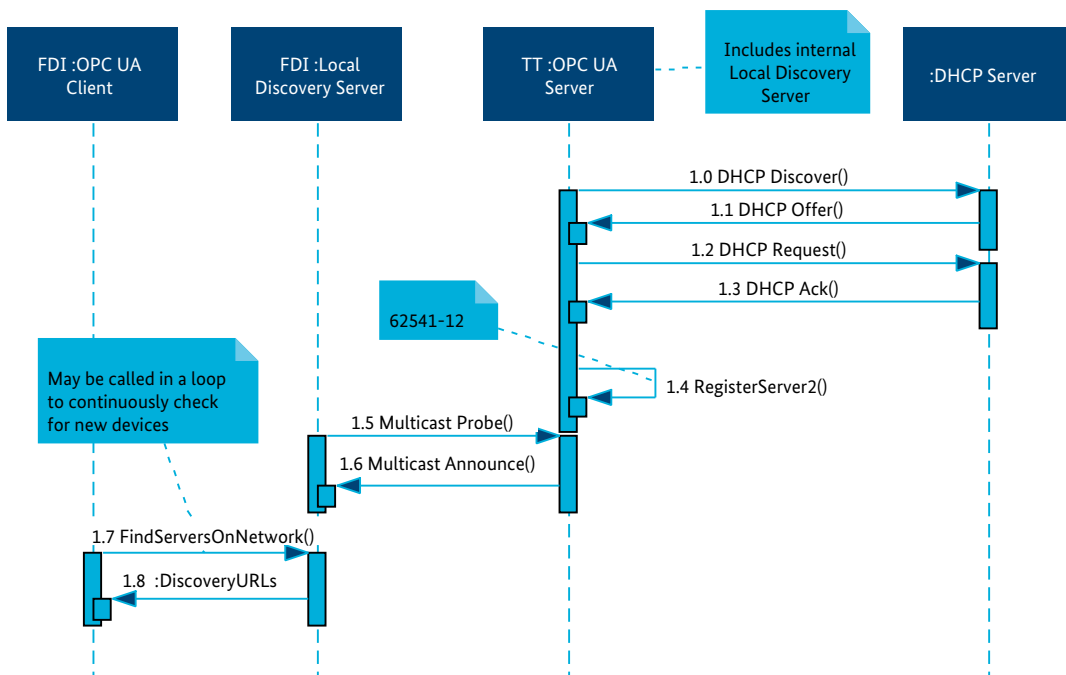 FDI :OPC UA
Client
FDI :Local
Discovery Server
TT :OPC UA
Server
Includes internal
Local Discovery
Server
:DHCP Server
1.0 DHCP Discover()
1.1 DHCP Offer()
1.2 DHCP Request()
1.3 DHCP Ack()
62541-12
1.4 RegisterServer2()
May be called in a loop
to continuously check
for new devices
1.5 Multicast Probe()
1.6 Multicast Announce()
1.7 FindServersOnNetwork()
1.8 :DiscoveryURLs